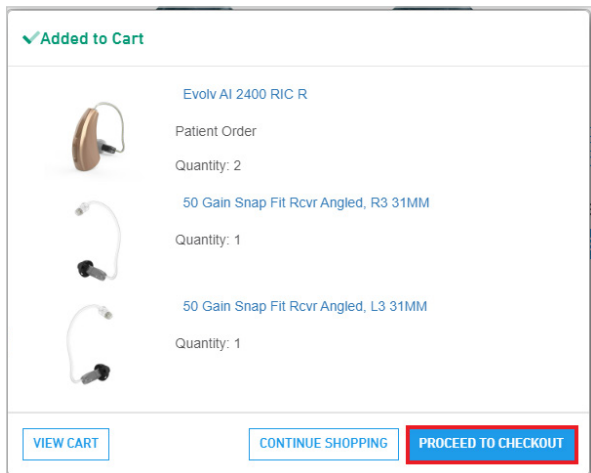 Added to Cart
Evolv AI 2400 RIC R
Patient Order
Quantity: 2
50 Gain Snap Fit Rcvr Angled, R3 31MM
Quantity: 1
50 Gain Snap Fit Rcvr Angled, L3 31MM
Quantity: 1
VIEW CART
CONTINUE SHOPPING
PROCEED TO CHECKOUT